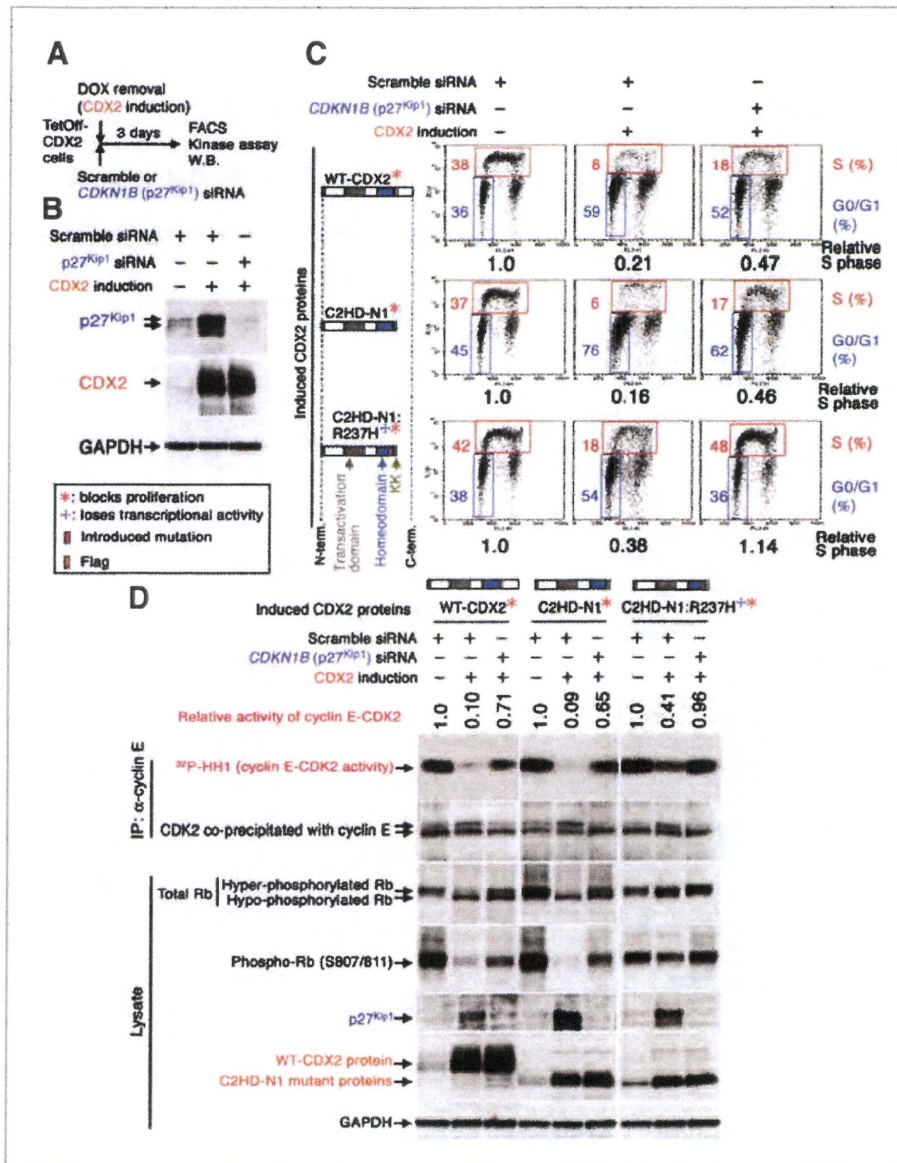 A
DOX removal
(CDX2 induction)
TetOff-
CDX2
cells
3 days
FACS
Kinase assay
W.B.
Scramble or
CDKN1B (p27Kip1) siRNA
B
Scramble siRNA + + −
p27Kip1 siRNA − − +
CDX2 induction − + +
p27Kip1
CDX2
GAPDH
*: blocks proliferation
+: loses transcriptional activity
Introduced mutation
Flag
C
Scramble siRNA + + −
CDKN1B (p27Kip1) siRNA − − +
CDX2 induction − + +
Induced CDX2 proteins
WT-CDX2*
38 8 18 S (%)
36 59 52 G0/G1
(%)
Relative
S phase
1.0 0.21 0.47
C2HD-N1*
37 6 17 S (%)
45 76 62 G0/G1
(%)
Relative
S phase
1.0 0.16 0.46
C2HD-N1:
R237H+*
42 18 48 S (%)
38 54 36 G0/G1
(%)
Relative
S phase
1.0 0.38 1.14
N-term.
Transactivation
domain
Homeodomain
KK
C-term.
D
Induced CDX2 proteins
WT-CDX2* C2HD-N1* C2HD-N1:R237H+*
Scramble siRNA + + − + + − + + −
CDKN1B (p27Kip1) siRNA − − + − − + − − +
CDX2 induction − + + − + + − + +
Relative activity of cyclin E-CDK2 1.0 0.10 0.71 1.0 0.09 0.65 1.0 0.41 0.96
IP: α-cyclin E
32P-HH1 (cyclin E-CDK2 activity)
CDK2 co-precipitated with cyclin E
Lysate
Total Rb
Hyper-phosphorylated Rb
Hypo-phosphorylated Rb
Phospho-Rb (S807/811)
p27Kip1
WT-CDX2 protein
C2HD-N1 mutant proteins
GAPDH